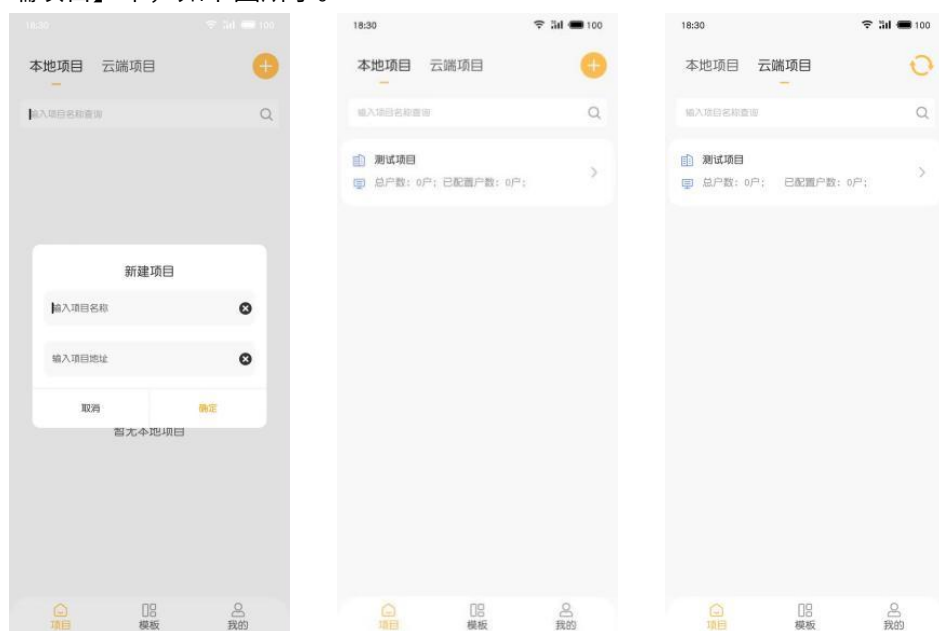 18:30 100
本地项目 云端项目
输入项目名称查询
新建项目
输入项目名称
输入项目地址
取消 确定
暂无本地项目
项目 模板 我的
18:30 100
本地项目 云端项目
输入项目名称查询
测试项目
总户数：0户；已配置户数：0户；
项目 模板 我的
18:30 100
本地项目 云端项目
输入项目名称查询
测试项目
总户数：0户； 已配置户数：0户；
项目 模板 我的